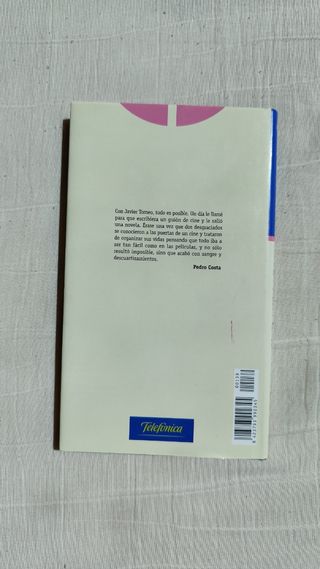 Con Javier Tomeo, todo es posible. Un día le llamé
para que escribiera un guión de cine y le salió
una novela. Érase una vez que dos desgraciados
se conocieron a las puertas de un cine y trataron
de organizar sus vidas pensando que todo iba a
ser tan fácil como en las películas, y no sólo
resultó imposible, sino que acabó con sangre y
descuartizamientos.
Pedro Costa
Telefónica
00138